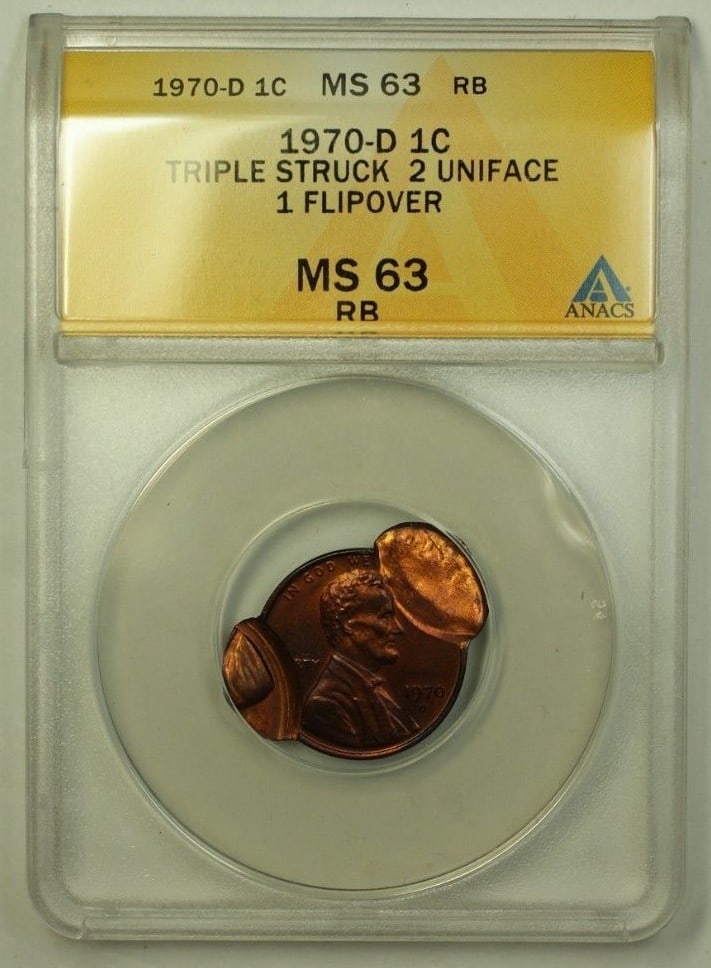 1970-D 1C MS 63 RB
1970-D 1C
TRIPLE STRUCK 2 UNIFACE
1 FLIPOVER
MS 63
RB
ANACS
IN GOD WE
RTY
1970
D